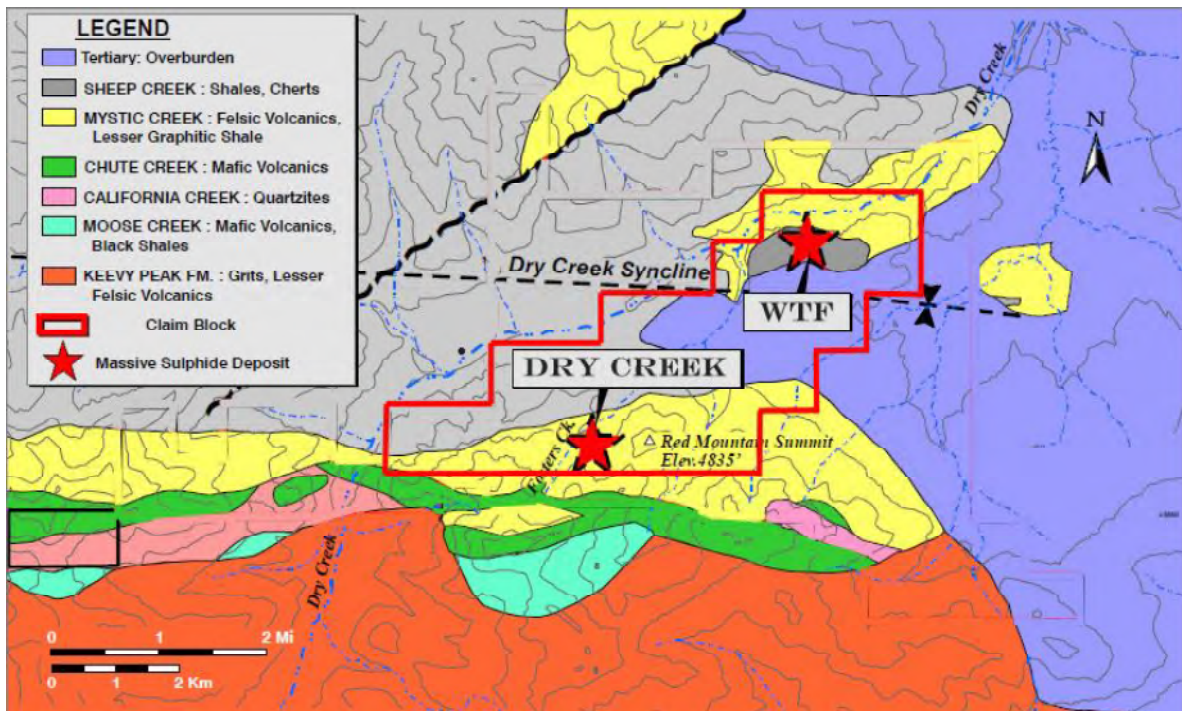 LEGEND
Tertiary: Overburden
SHEEP CREEK : Shales, Cherts
MYSTIC CREEK : Felsic Volcanics,
Lesser Graphitic Shale
CHUTE CREEK : Mafic Volcanics
CALIFORNIA CREEK : Quartzites
MOOSE CREEK : Mafic Volcanics,
Black Shales
KEEVY PEAK FM. : Grits, Lesser
Felsic Volcanics
Claim Block
Massive Sulphide Deposit
Dry Creek
N
Dry Creek Syncline
WTF
DRY CREEK
Red Mountain Summit
Elev.4835'
Ck.
Dry Creek
0 1 2 Mi
0 1 2 Km